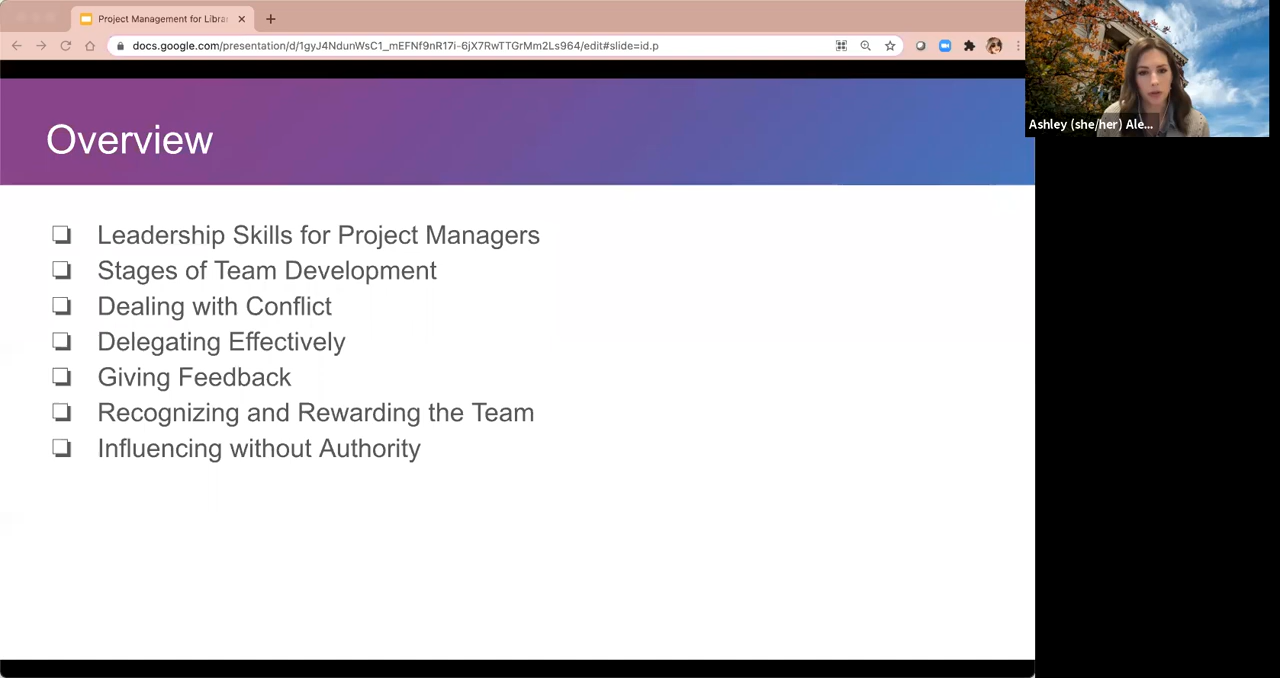 Project Management for Librar
docs.google.com/presentation/d/1gyJ4NdunWsC1_mEFNf9nR17i-6jX7RwTTGrMm2Ls964/edit#slide=id.p
Ashley (she/her) Ale...
Overview
Leadership Skills for Project Managers
Stages of Team Development
Dealing with Conflict
Delegating Effectively
Giving Feedback
Recognizing and Rewarding the Team
Influencing without Authority